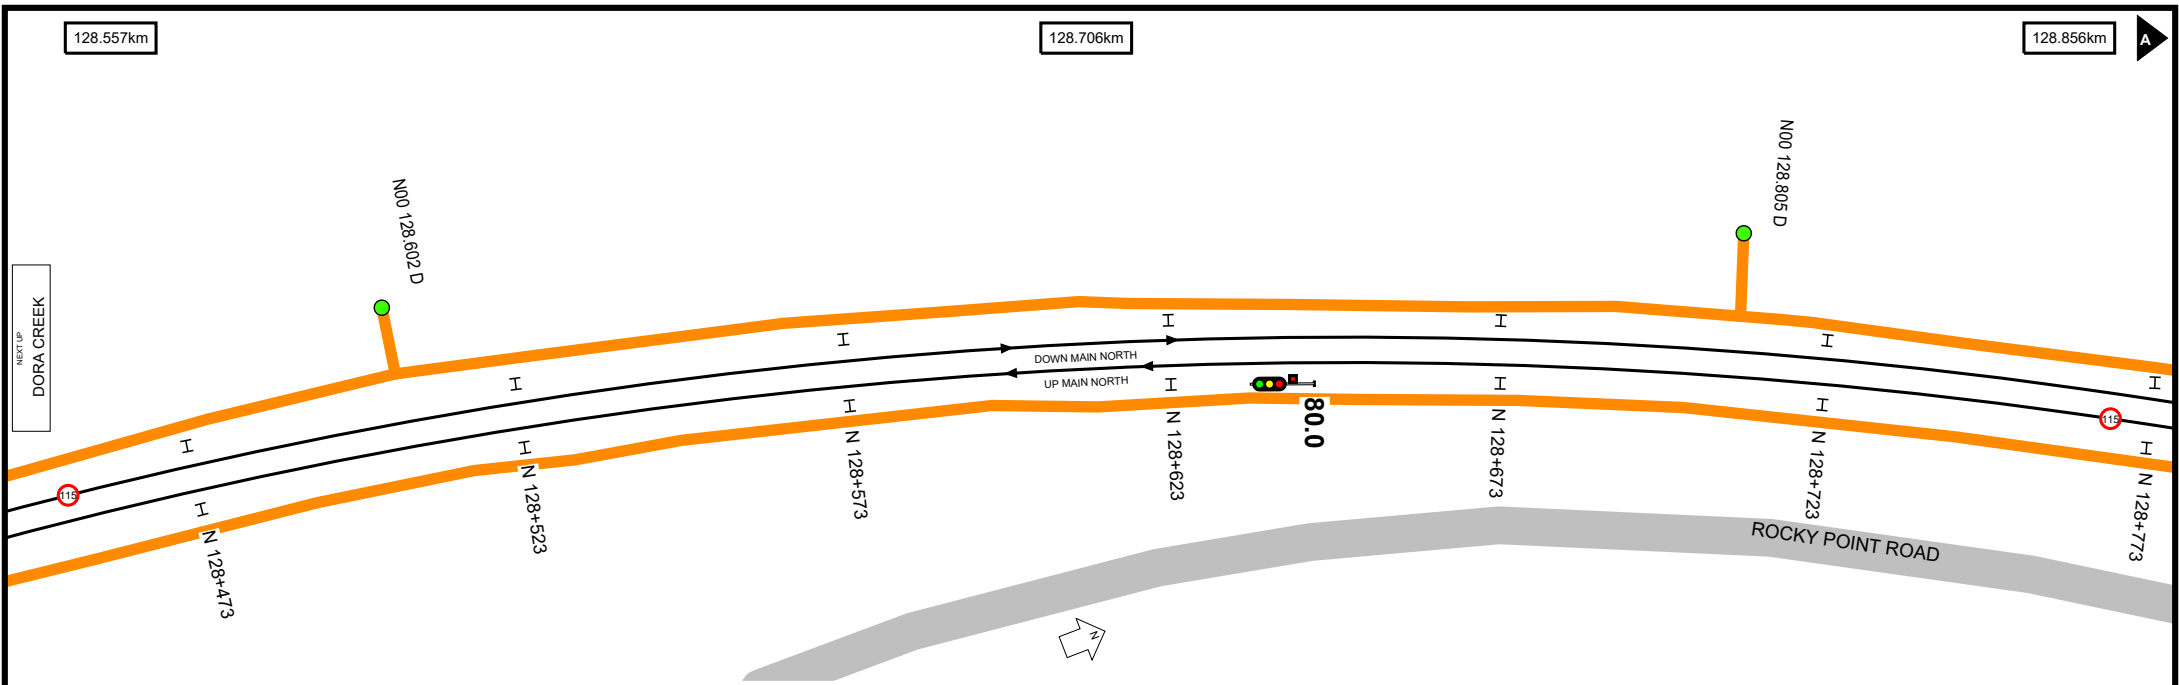 128.557km
128.706km
128.856km
A
N00 128.602 D
N00 128.805 D
NEXT UP
DORA CREEK
DOWN MAIN NORTH
UP MAIN NORTH
115
115
80.0
N 128+473
N 128+523
N 128+573
N 128+623
N 128+673
N 128+723
N 128+773
ROCKY POINT ROAD
N